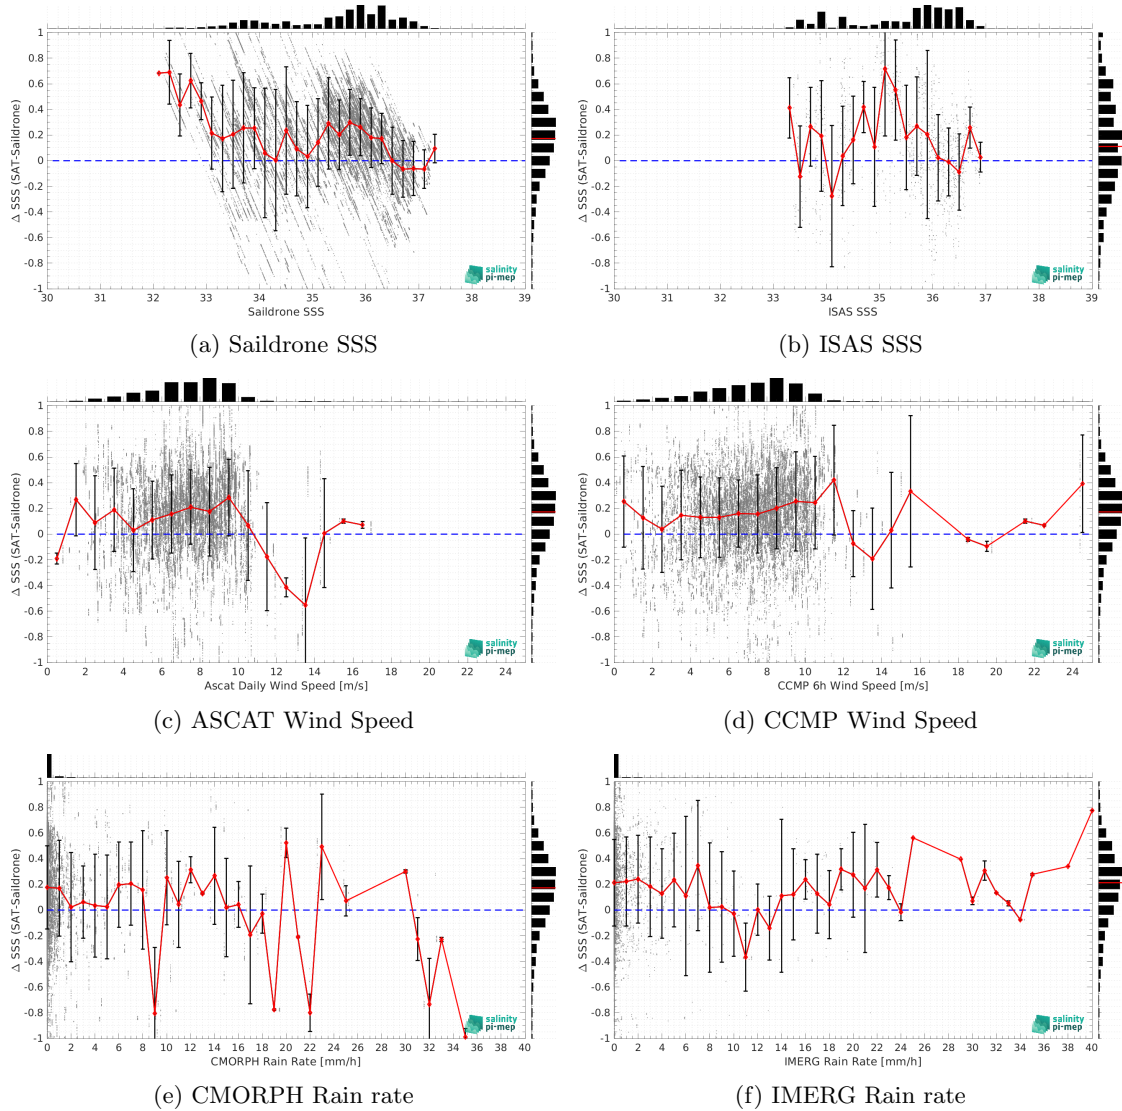 1
0.8
0.6
0.4
0.2
0
-0.2
-0.4
-0.6
-0.8
-1
Δ SSS (SAT-Saildrone)
salinity
pi-mep
30 31 32 33 34 35 36 37 38 39
Saildrone SSS
(a) Saildrone SSS
1
0.8
0.6
0.4
0.2
0
-0.2
-0.4
-0.6
-0.8
-1
Δ SSS (SAT-Saildrone)
salinity
pi-mep
30 31 32 33 34 35 36 37 38 39
ISAS SSS
(b) ISAS SSS
1
0.8
0.6
0.4
0.2
0
-0.2
-0.4
-0.6
-0.8
-1
Δ SSS (SAT-Saildrone)
salinity
pi-mep
0 2 4 6 8 10 12 14 16 18 20 22 24
Ascat Daily Wind Speed [m/s]
(c) ASCAT Wind Speed
1
0.8
0.6
0.4
0.2
0
-0.2
-0.4
-0.6
-0.8
-1
Δ SSS (SAT-Saildrone)
salinity
pi-mep
0 2 4 6 8 10 12 14 16 18 20 22 24
CCMP 6h Wind Speed [m/s]
(d) CCMP Wind Speed
1
0.8
0.6
0.4
0.2
0
-0.2
-0.4
-0.6
-0.8
-1
Δ SSS (SAT-Saildrone)
salinity
pi-mep
0 2 4 6 8 10 12 14 16 18 20 22 24 26 28 30 32 34 36 38 40
CMORPH Rain Rate [mm/h]
(e) CMORPH Rain rate
1
0.8
0.6
0.4
0.2
0
-0.2
-0.4
-0.6
-0.8
-1
Δ SSS (SAT-Saildrone)
salinity
pi-mep
0 2 4 6 8 10 12 14 16 18 20 22 24 26 28 30 32 34 36 38 40
IMERG Rain Rate [mm/h]
(f) IMERG Rain rate